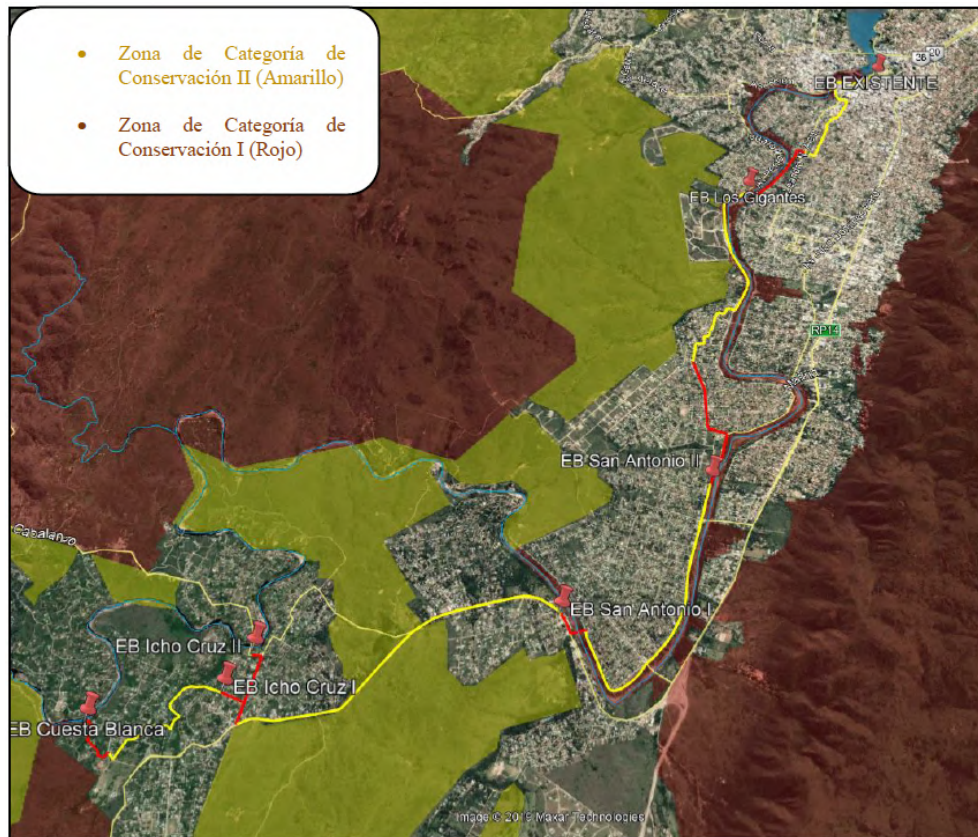 • Zona de Categoría de
Conservación II (Amarillo)
• Zona de Categoría de
Conservación I (Rojo)
36
20
EB EXISTENTE
EB Los Gigantes
RP14
EB San Antonio II
EB San Antonio I
EB Icho Cruz II
EB Icho Cruz I
EB Cuesta Blanca
Image © 2019 Maxar Technologies